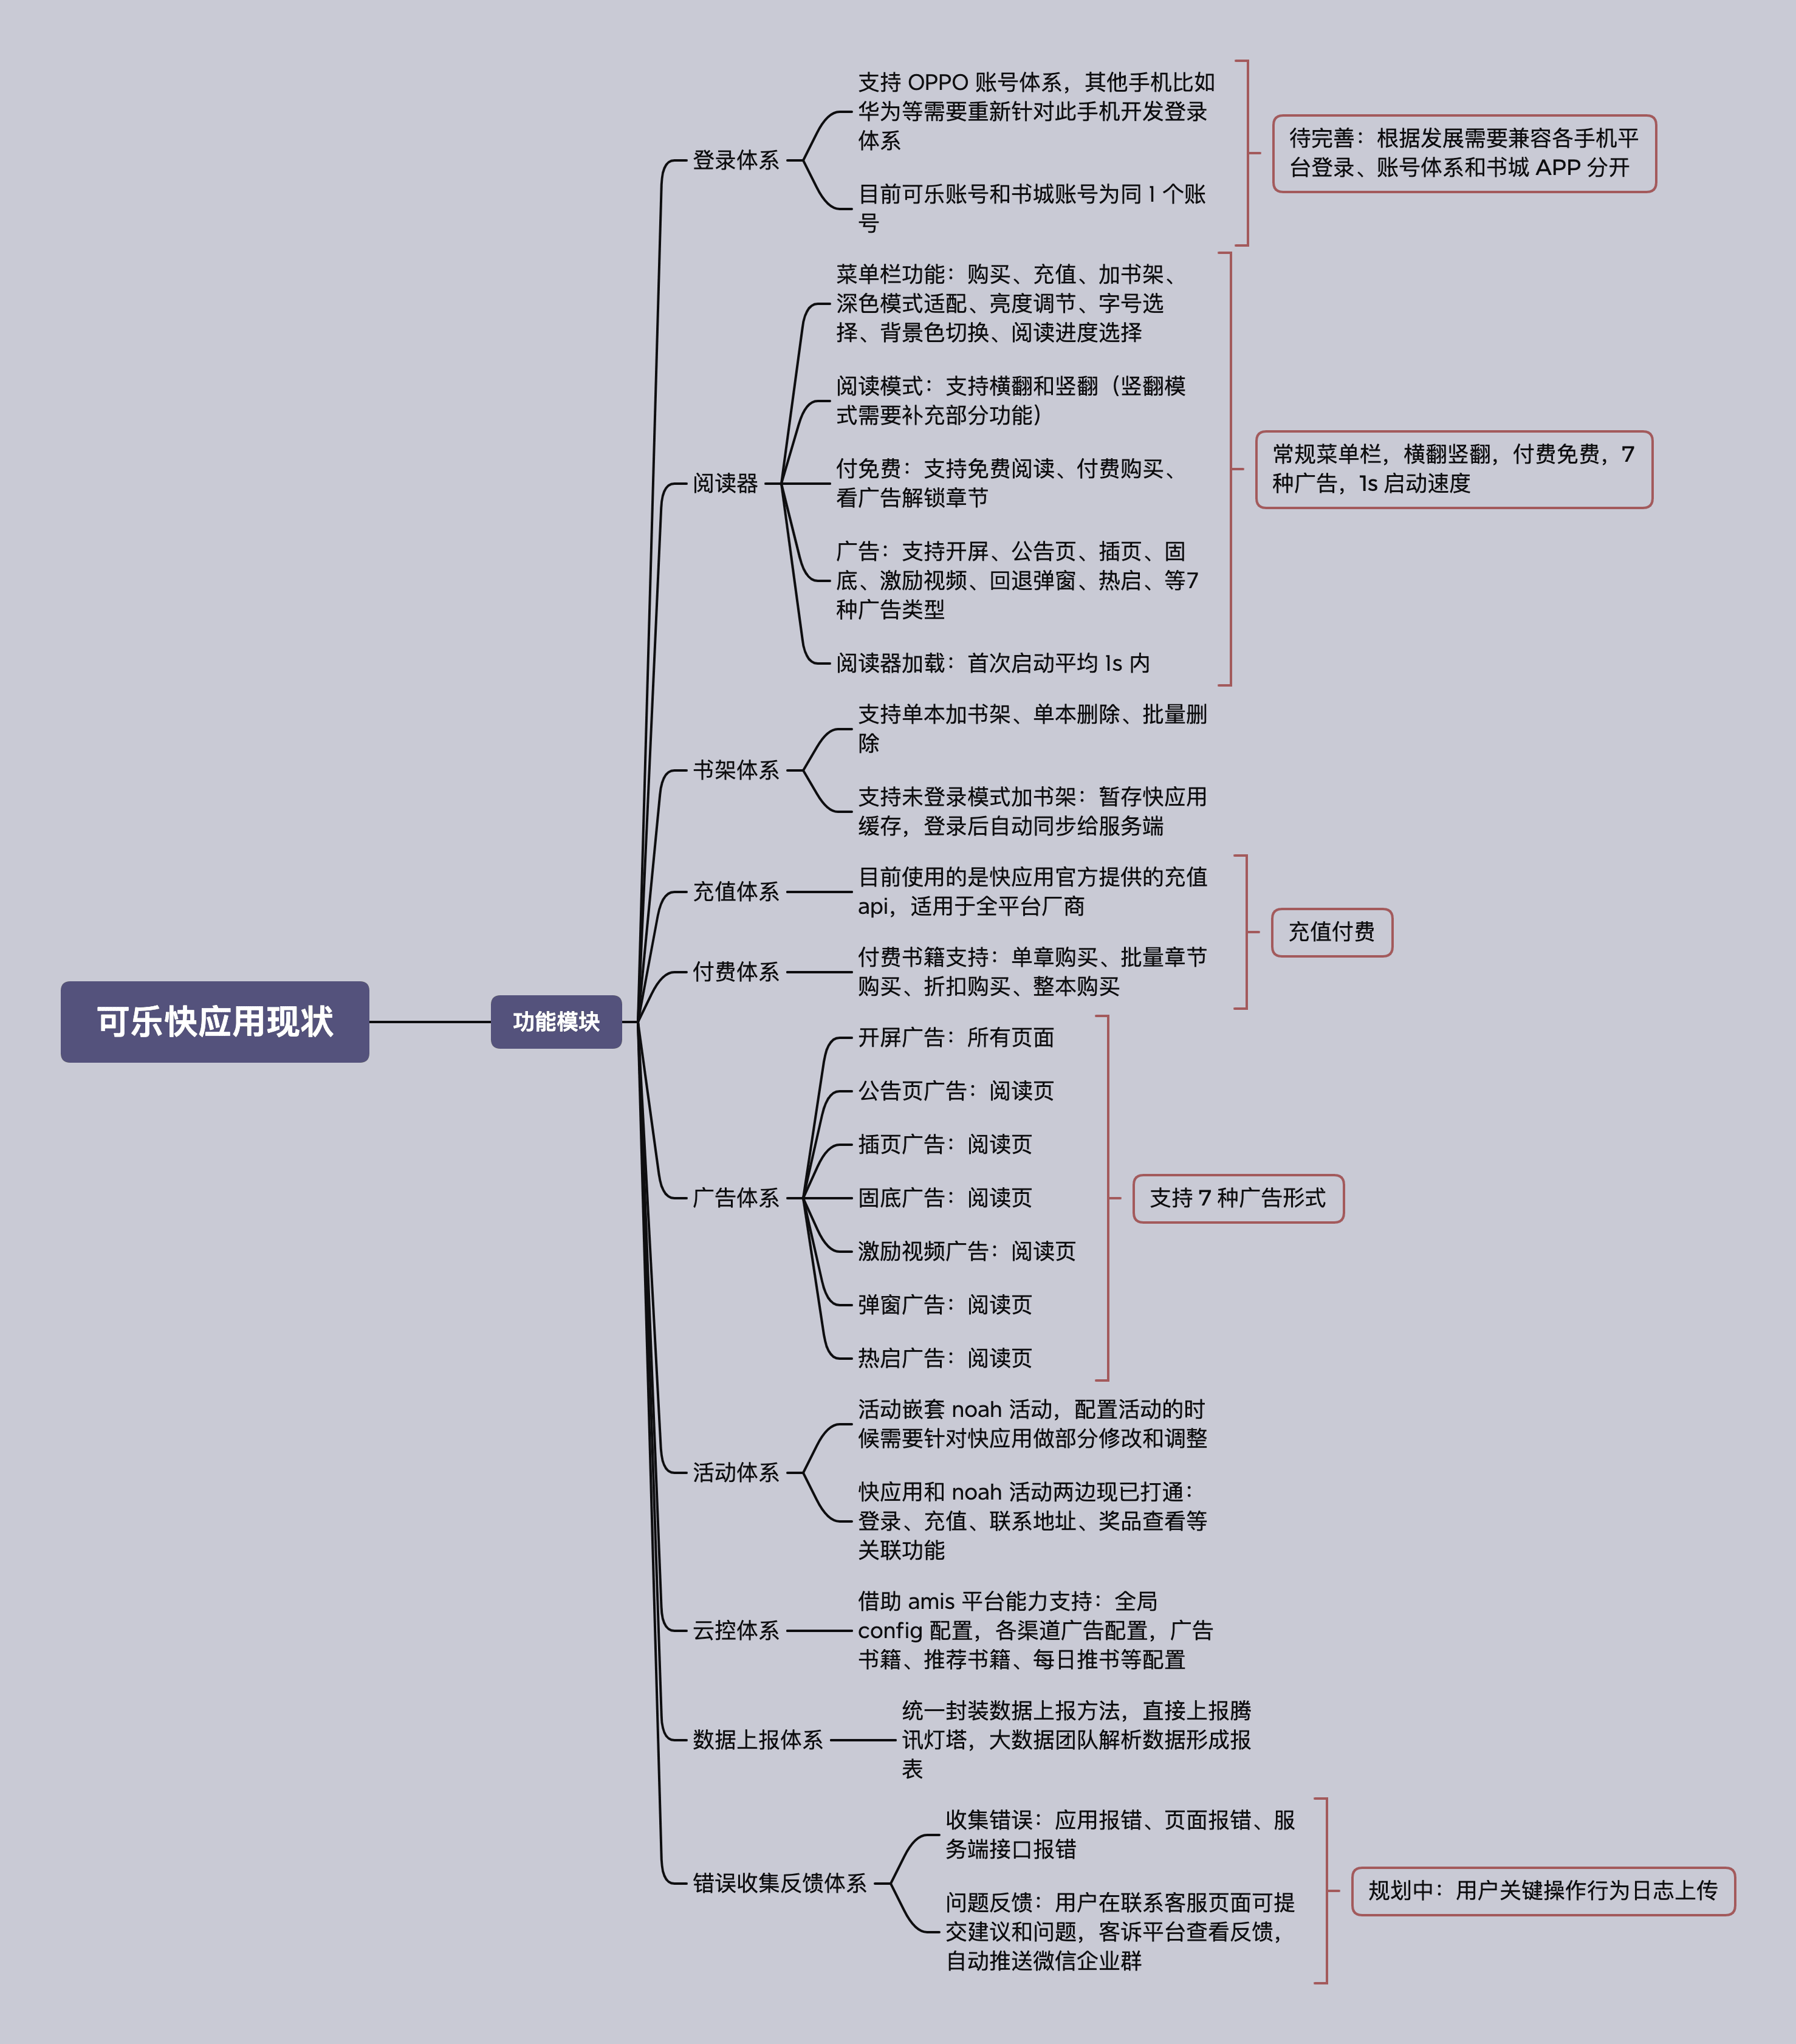 可乐快应用现状
功能模块
登录体系
支持 OPPO 账号体系，其他手机比如
华为等需要重新针对此手机开发登录
体系
目前可乐账号和书城账号为同 1 个账
号
待完善：根据发展需要兼容各手机平
台登录、账号体系和书城 APP 分开
阅读器
菜单栏功能：购买、充值、加书架、
深色模式适配、亮度调节、字号选
择、背景色切换、阅读进度选择
阅读模式：支持横翻和竖翻（竖翻模
式需要补充部分功能）
付免费：支持免费阅读、付费购买、
看广告解锁章节
广告：支持开屏、公告页、插页、固
底、激励视频、回退弹窗、热启、等7
种广告类型
阅读器加载：首次启动平均 1s 内
常规菜单栏，横翻竖翻，付费免费，7
种广告，1s 启动速度
书架体系
支持单本加书架、单本删除、批量删
除
支持未登录模式加书架：暂存快应用
缓存，登录后自动同步给服务端
充值体系
目前使用的是快应用官方提供的充值
api，适用于全平台厂商
付费体系
付费书籍支持：单章购买、批量章节
购买、折扣购买、整本购买
充值付费
广告体系
开屏广告：所有页面
公告页广告：阅读页
插页广告：阅读页
固底广告：阅读页
激励视频广告：阅读页
弹窗广告：阅读页
热启广告：阅读页
支持 7 种广告形式
活动体系
活动嵌套 noah 活动，配置活动的时
候需要针对快应用做部分修改和调整
快应用和 noah 活动两边现已打通：
登录、充值、联系地址、奖品查看等
关联功能
云控体系
借助 amis 平台能力支持：全局
config 配置，各渠道广告配置，广告
书籍、推荐书籍、每日推书等配置
数据上报体系
统一封装数据上报方法，直接上报腾
讯灯塔，大数据团队解析数据形成报
表
错误收集反馈体系
收集错误：应用报错、页面报错、服
务端接口报错
问题反馈：用户在联系客服页面可提
交建议和问题，客诉平台查看反馈，
自动推送微信企业群
规划中：用户关键操作行为日志上传